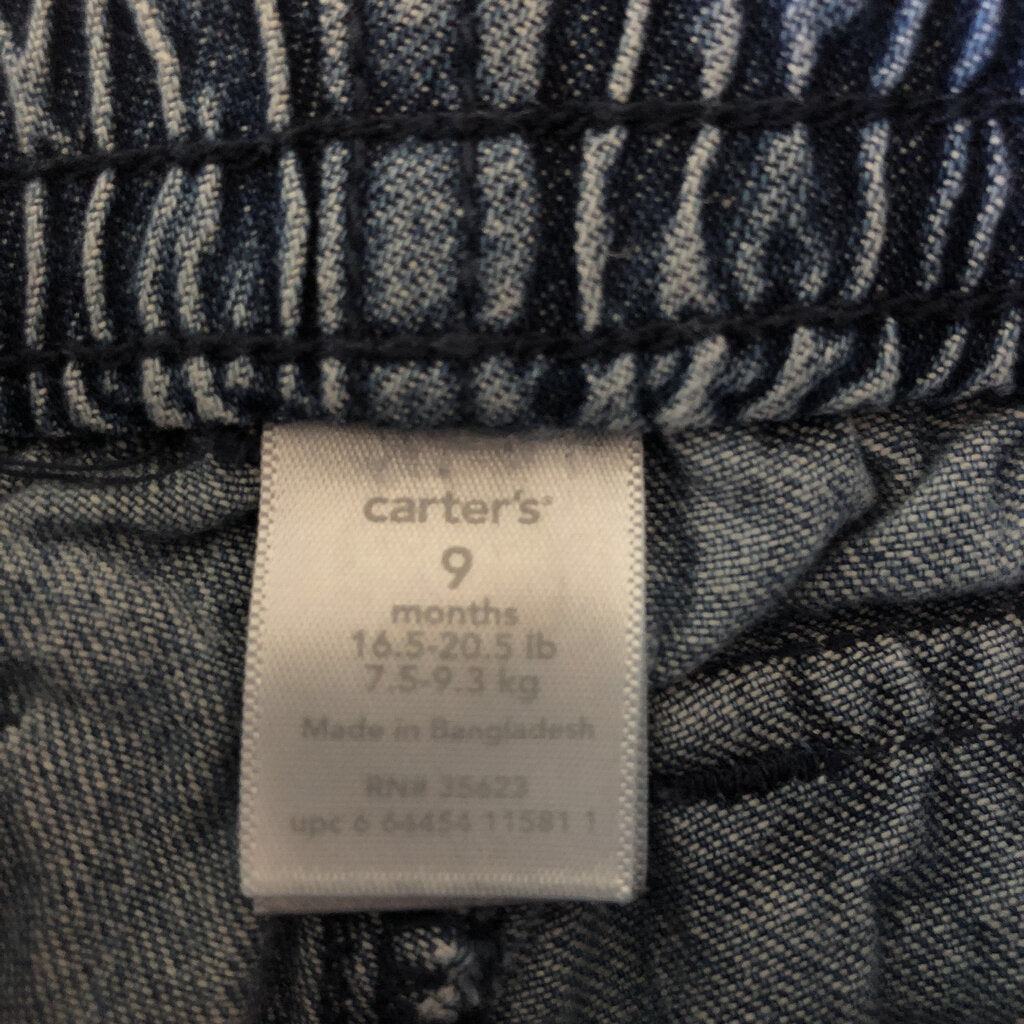 carter's®
9
months
16.5-20.5 lb
7.5-9.3 kg
Made in Bangladesh
RN# 35623
upc 6 64454 11581 1